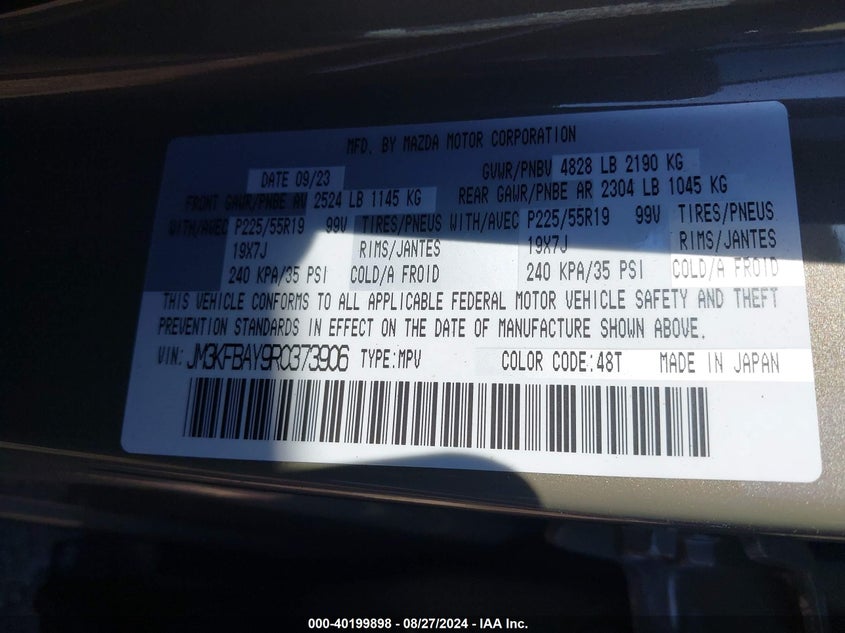 MFD. BY MAZDA MOTOR CORPORATION
DATE 09/23 GVWR/PNBV 4828 LB 2190 KG
FRONT GAWR/PNBE AV 2524 LB 1145 KG REAR GAWR/PNBE AR 2304 LB 1045 KG
WITH/AVEC P225/55R19 99V TIRES/PNEUS WITH/AVEC P225/55R19 99V TIRES/PNEUS
19X7J RIMS/JANTES 19X7J RIMS/JANTES
240 KPA/35 PSI COLD/A FROID 240 KPA/35 PSI COLD/A FROID
THIS VEHICLE CONFORMS TO ALL APPLICABLE FEDERAL MOTOR VEHICLE SAFETY AND THEFT
PREVENTION STANDARDS IN EFFECT ON THE DATE OF MANUFACTURE SHOWN ABOVE.
VIN: JM3KFBAY9R0373906 TYPE:MPV COLOR CODE:48T MADE IN JAPAN
000-40199898 - 08/27/2024 - IAA Inc.